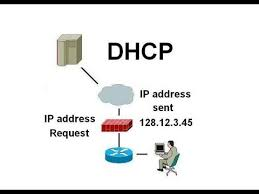 DHCP
IP address
sent
128.12.3.45
IP address
Request